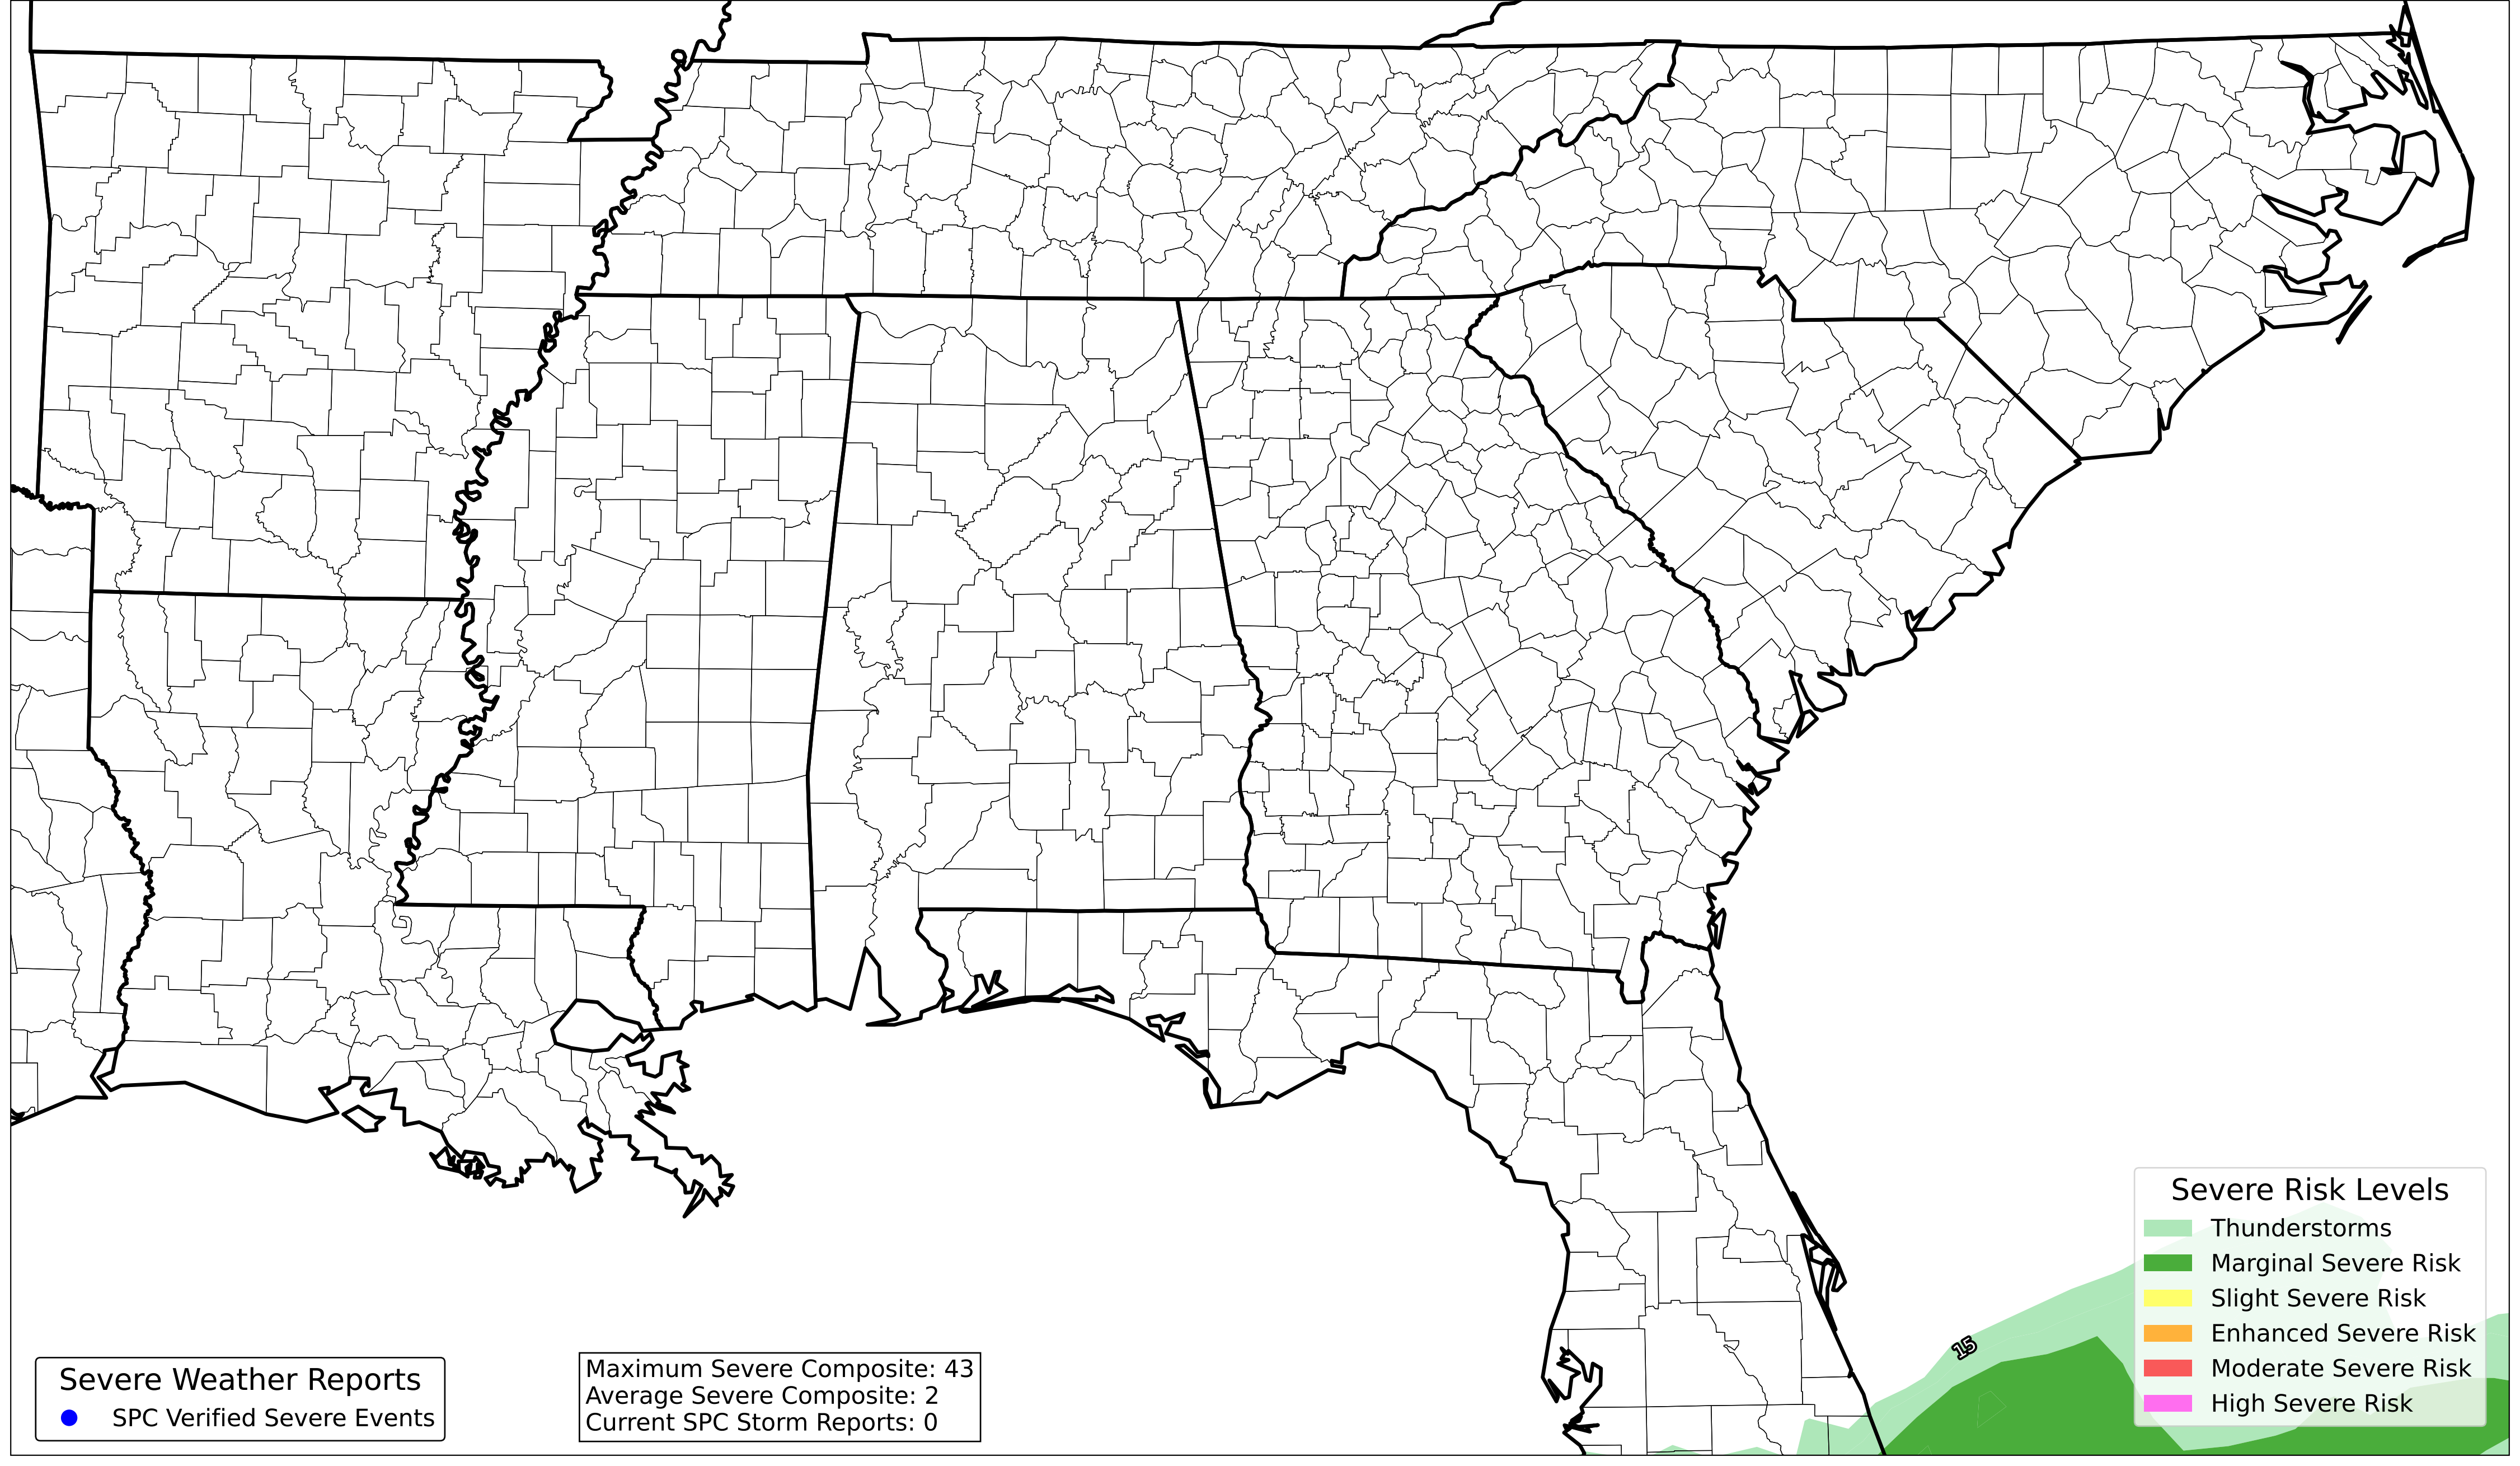 15
Severe Risk Levels
Thunderstorms
Marginal Severe Risk
Slight Severe Risk
Enhanced Severe Risk
Moderate Severe Risk
High Severe Risk
Severe Weather Reports
SPC Verified Severe Events
Maximum Severe Composite: 43
Average Severe Composite: 2
Current SPC Storm Reports: 0